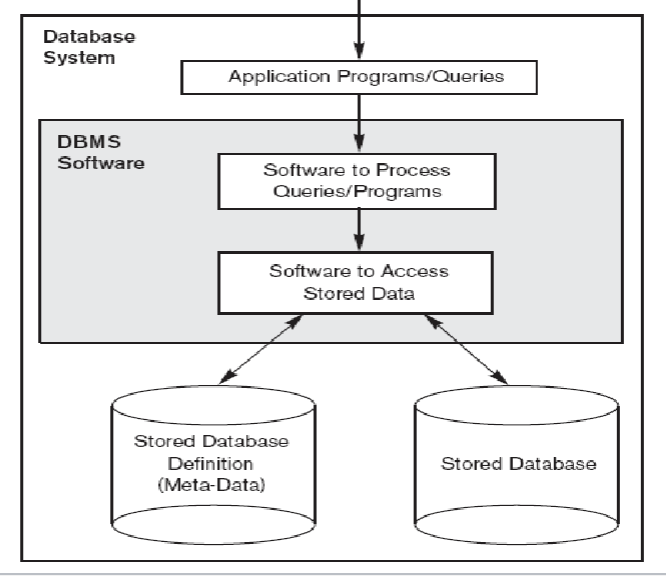 Database
System
Application Programs/Queries
DBMS
Software
Software to Process
Queries/Programs
Software to Access
Stored Data
Stored Database
Definition
(Meta-Data)
Stored Database